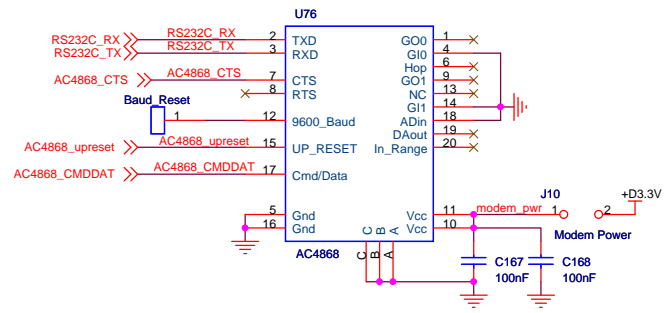 U76
RS232C_RX RS232C_RX 2 TXD GO0 1
RS232C_TX RS232C_TX 3 RXD GI0 4
Hop 6
AC4868_CTS AC4868_CTS 7 CTS GO1 9
8 RTS NC 13
Baud_Reset
GI1 14
1 12 9600_Baud ADin 18
DAout 19
AC4868_upreset AC4868_upreset 15 UP_RESET In_Range 20
AC4868_CMDDAT AC4868_CMDDAT 17 Cmd/Data
J10 +D3.3V
5 Gnd Vcc 11 modem_pwr 1 2
16 Gnd Vcc 10
Modem Power
C B A
AC4868 C B A
C167 C168
100nF 100nF